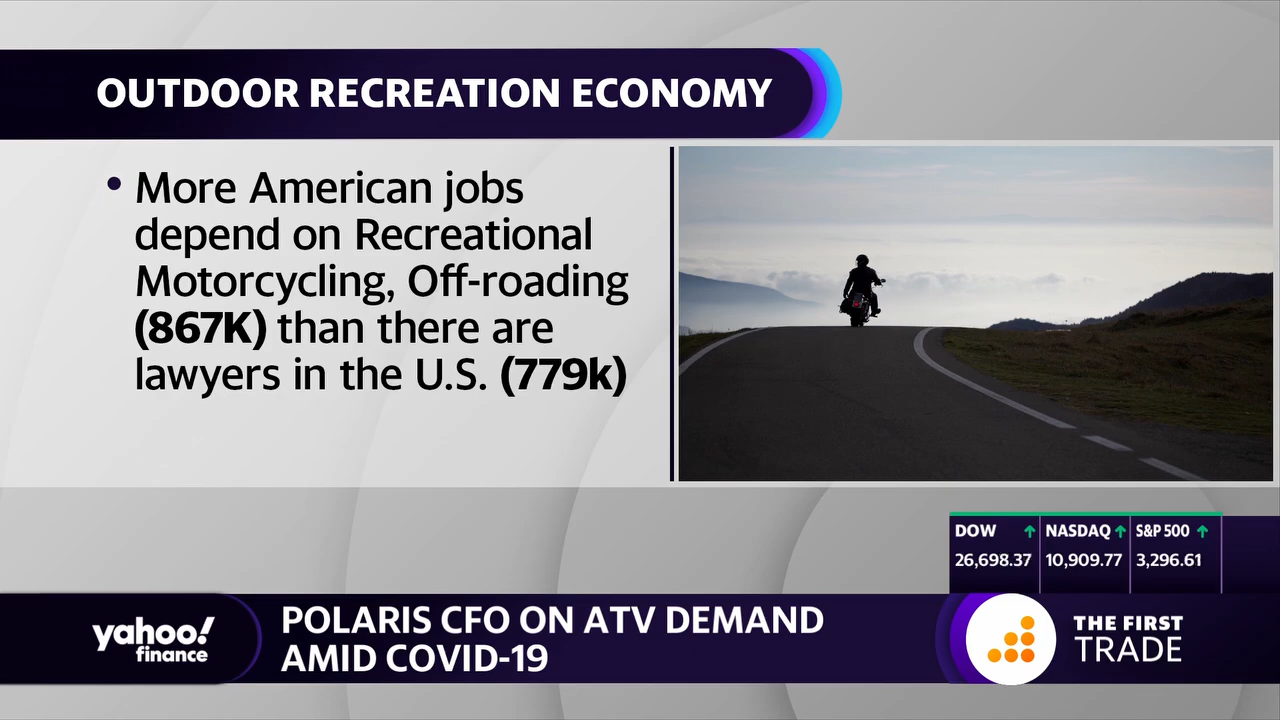 OUTDOOR RECREATION ECONOMY
• More American jobs
depend on Recreational
Motorcycling, Off-roading
(867K) than there are
lawyers in the U.S. (779k)
DOW
26,698.37
NASDAQ
10,909.77
S&P 500
3,296.61
yahoo!
finance
POLARIS CFO ON ATV DEMAND
AMID COVID-19
THE FIRST
TRADE